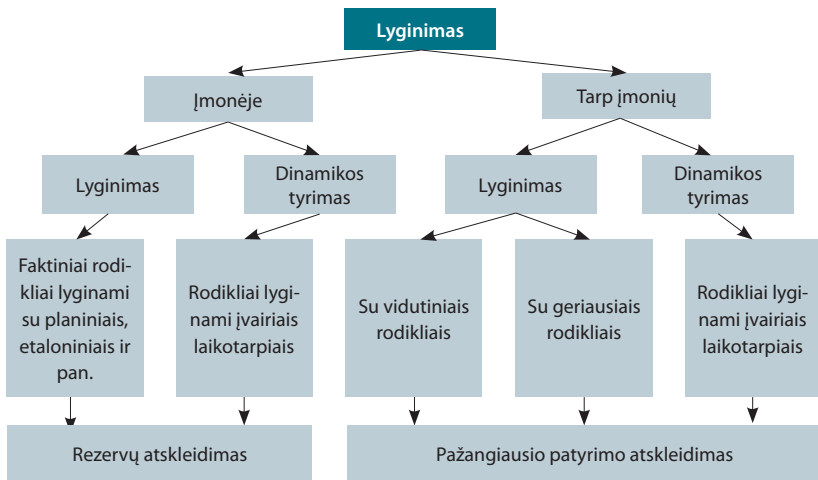 Lyginimas
Įmonėje
Tarp įmonių
Lyginimas
Dinamikos
tyrimas
Lyginimas
Dinamikos
tyrimas
Faktiniai rodi-
kliai lyginami
su planiniais,
etaloniniais ir
pan.
Rodikliai lygi-
nami įvairiais
laikotarpiais
Su vidutiniais
rodikliais
Su geriausiais
rodikliais
Rodikliai lygi-
nami įvairiais
laikotarpiais
Rezervų atskleidimas
Pažangiausio patyrimo atskleidimas